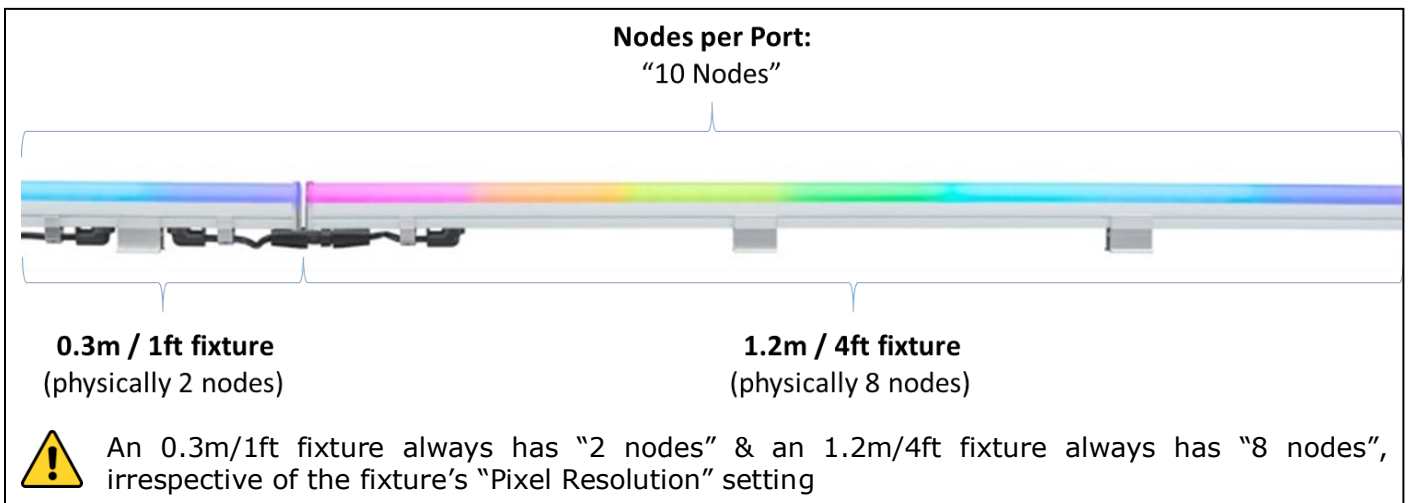 Nodes per Port:
“10 Nodes”
0.3m / 1ft fixture
(physically 2 nodes)
1.2m / 4ft fixture
(physically 8 nodes)
An 0.3m/1ft fixture always has “2 nodes” & an 1.2m/4ft fixture always has “8 nodes”,
irrespective of the fixture’s “Pixel Resolution” setting